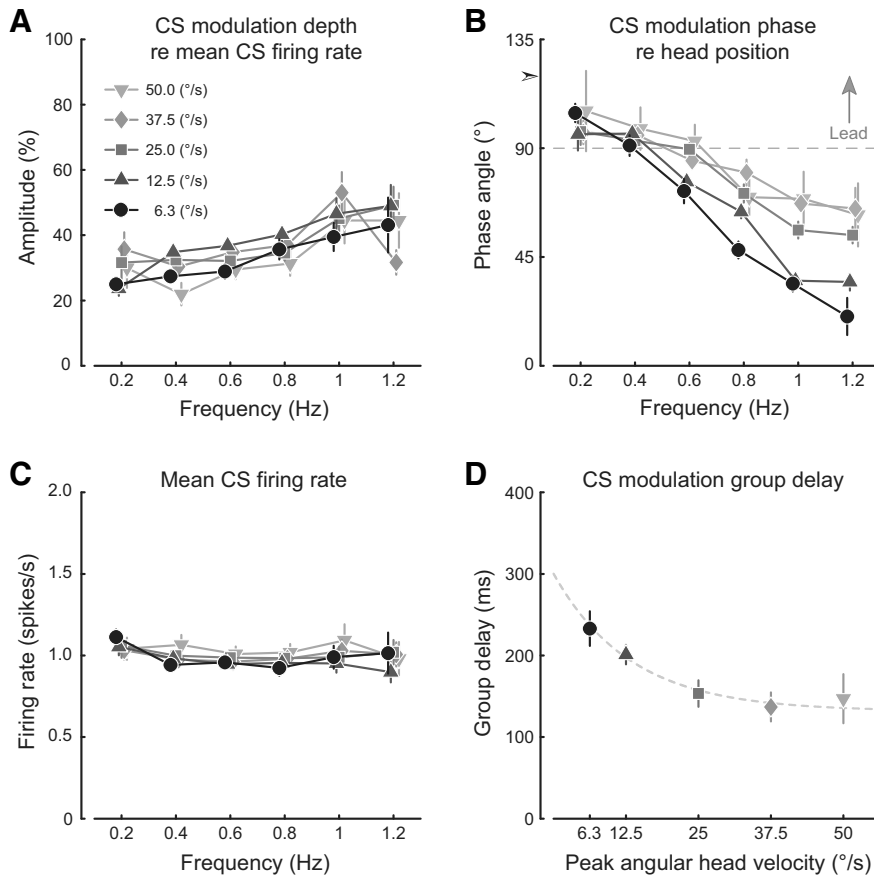 A
CS modulation depth
re mean CS firing rate
100
80
60
40
20
0
Amplitude (%)
50.0 (°/s)
37.5 (°/s)
25.0 (°/s)
12.5 (°/s)
6.3 (°/s)
0.2 0.4 0.6 0.8 1 1.2
Frequency (Hz)
B
CS modulation phase
re head position
135
90
45
0
Phase angle (°)
Lead
0.2 0.4 0.6 0.8 1 1.2
Frequency (Hz)
C
Mean CS firing rate
2.0
1.5
1.0
0.5
0
Firing rate (spikes/s)
0.2 0.4 0.6 0.8 1 1.2
Frequency (Hz)
D
CS modulation group delay
400
300
200
100
0
Group delay (ms)
6.3 12.5 25 37.5 50
Peak angular head velocity (°/s)